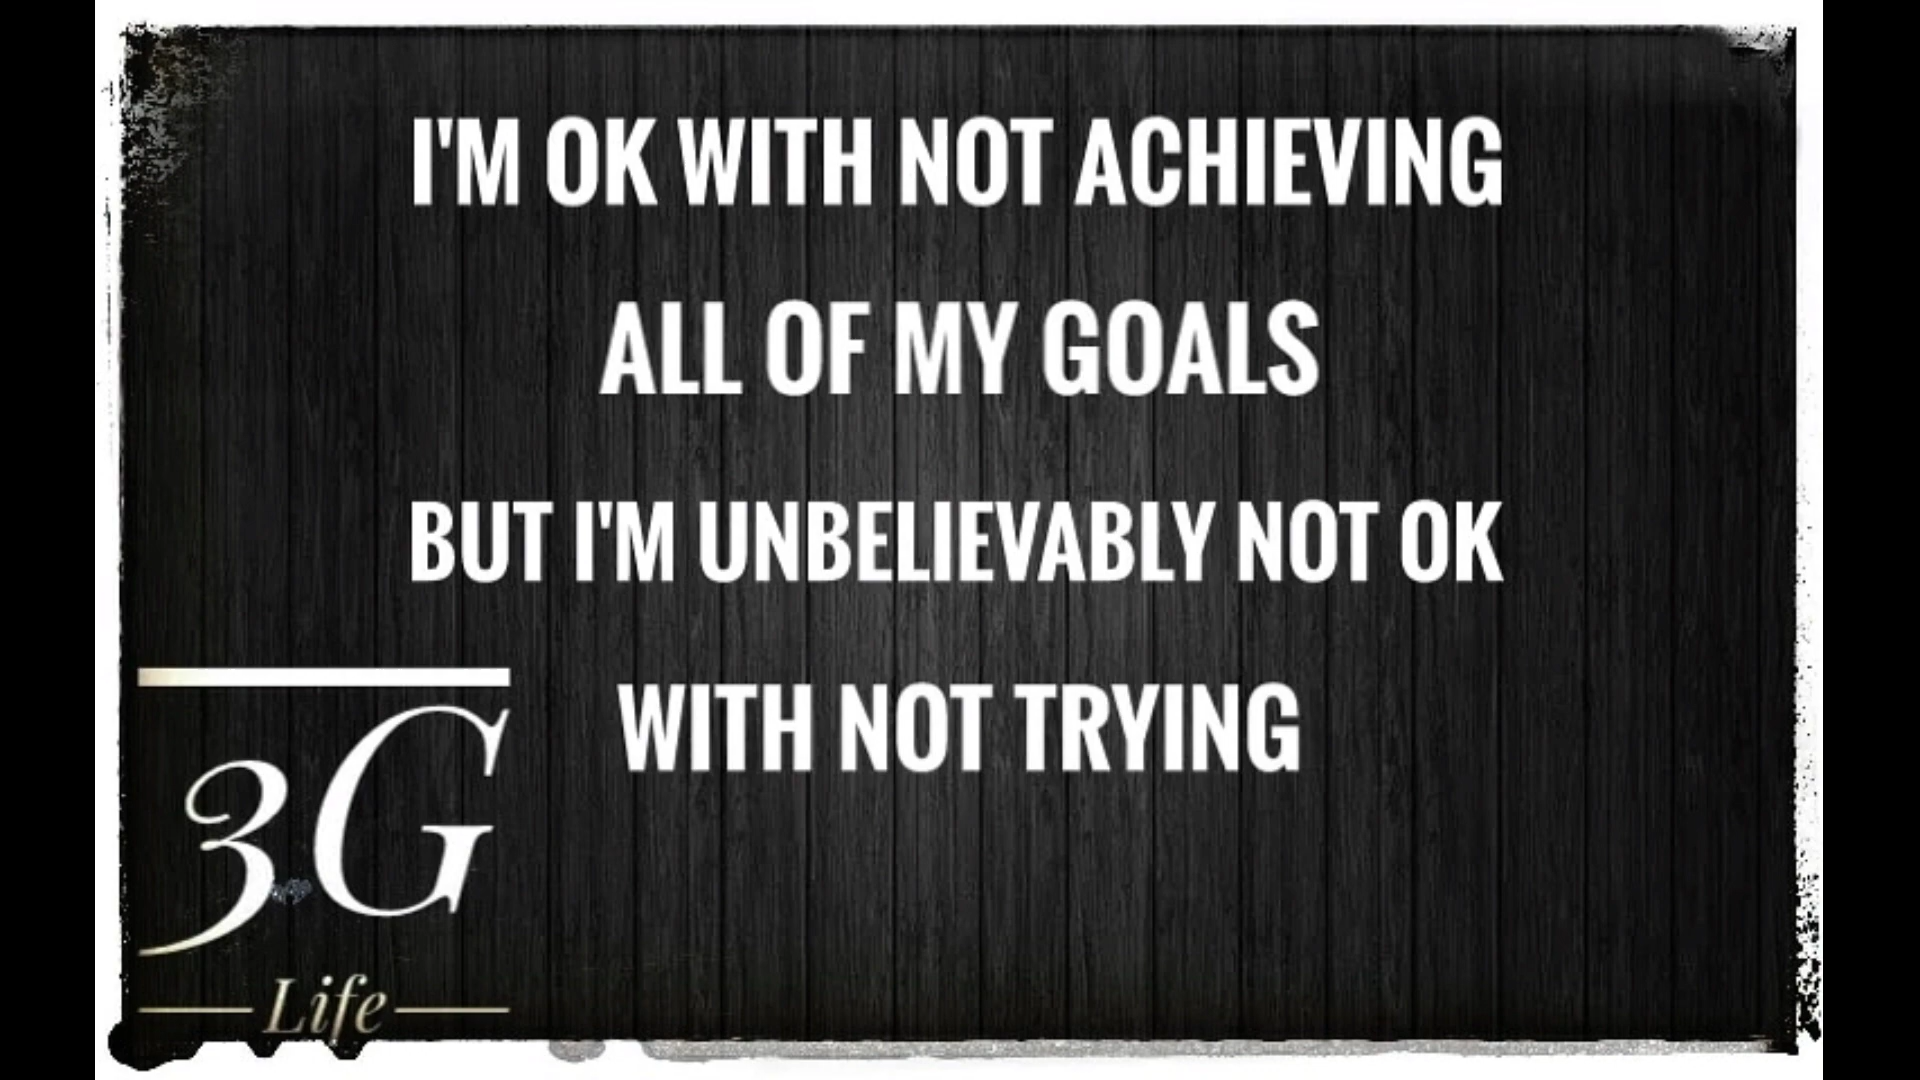 I'M OK WITH NOT ACHIEVING
ALL OF MY GOALS
BUT I'M UNBELIEVABLY NOT OK
WITH NOT TRYING
3G
Life